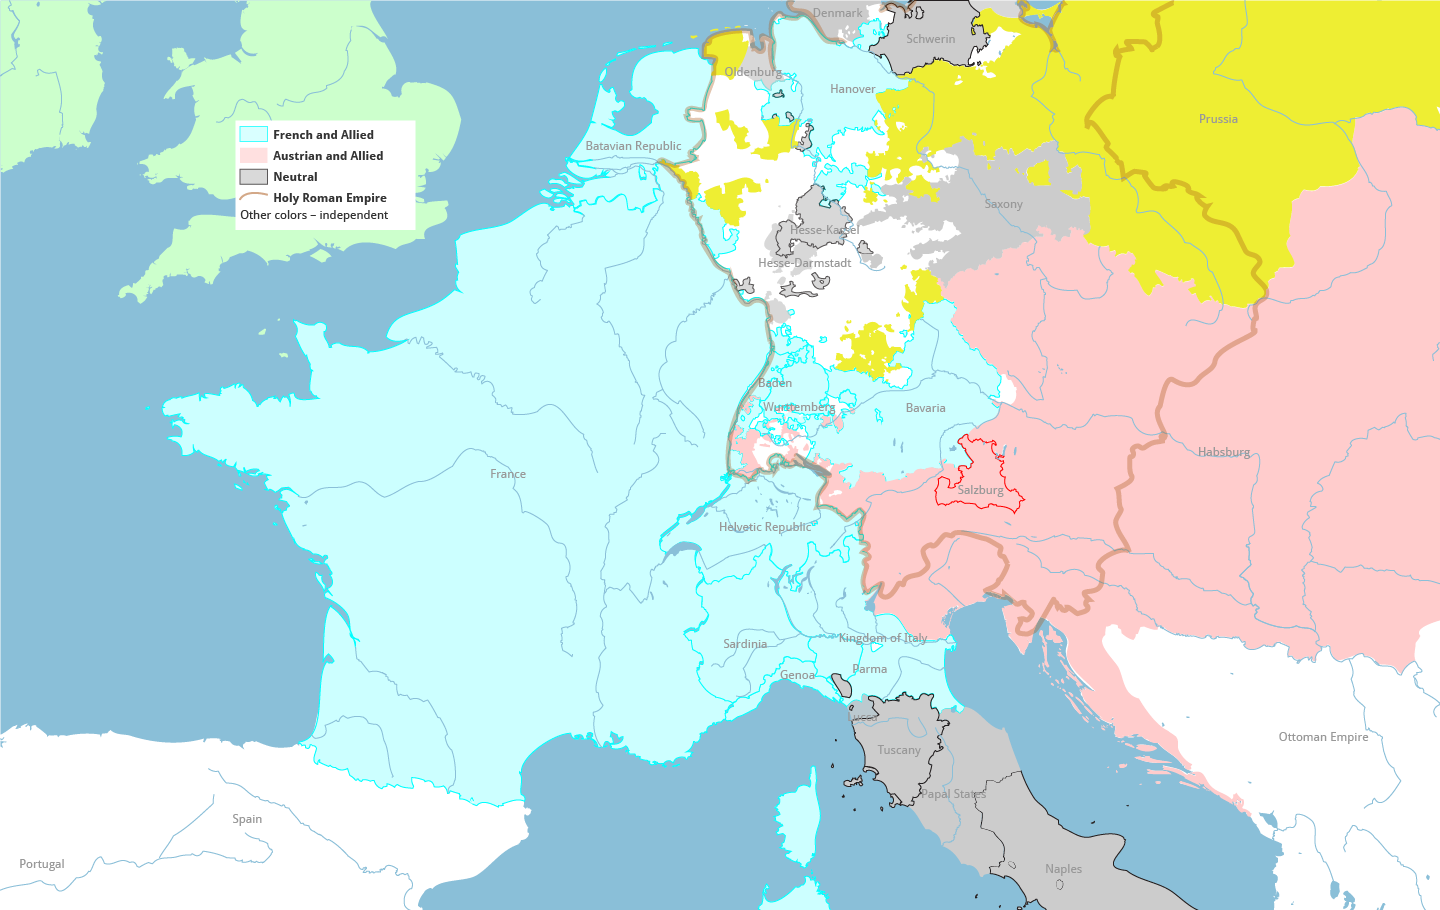 Denmark
Schwerin
Oldenburg
Hanover
Prussia
French and Allied
Austrian and Allied
Neutral
Holy Roman Empire
Other colors – independent
Batavian Republic
Saxony
Hesse-Kassel
Hesse-Darmstadt
Baden
Wurstemberg
Bavaria
Habsburg
France
Salzburg
Helvetic Republic
Sardinia
Kingdom of Italy
Parma
Genoa
Lucca
Tuscany
Ottoman Empire
Papal States
Spain
Portugal
Naples